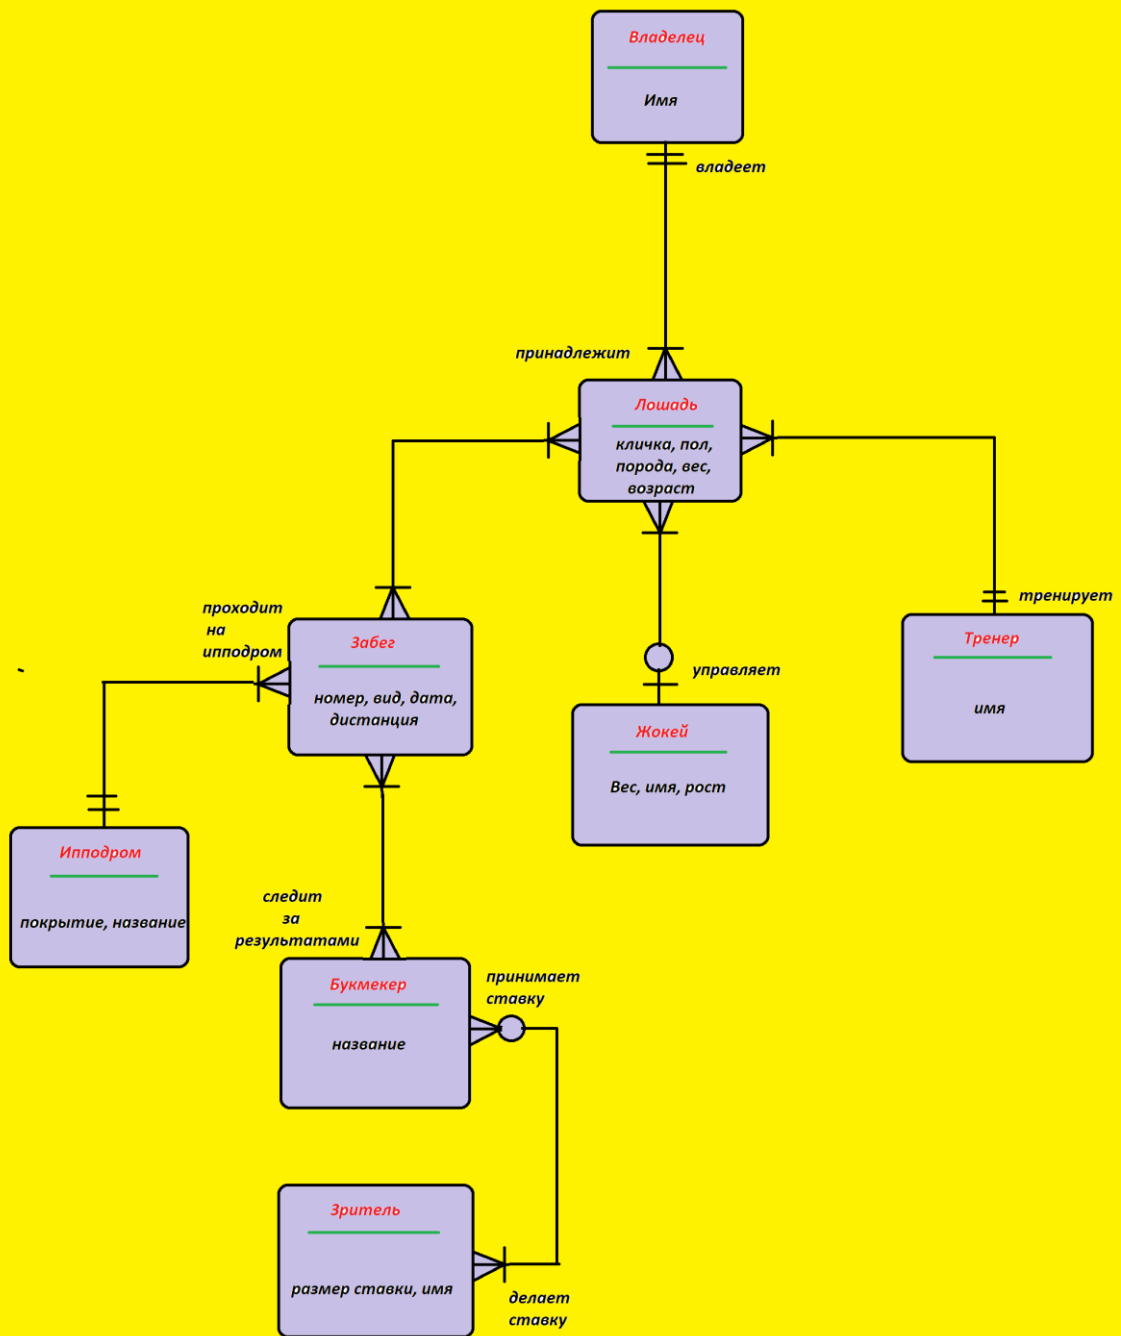 Владелец
Имя
владеет
принадлежит
Лошадь
кличка, пол,
порода, вес,
возраст
проходит
на
ипподром
Забег
номер, вид, дата,
дистанция
управляет
Жокей
Вес, имя, рост
тренирует
Тренер
имя
Ипподром
покрытие, название
следит
за
результатами
Букмекер
название
принимает
ставку
Зритель
размер ставки, имя
делает
ставку